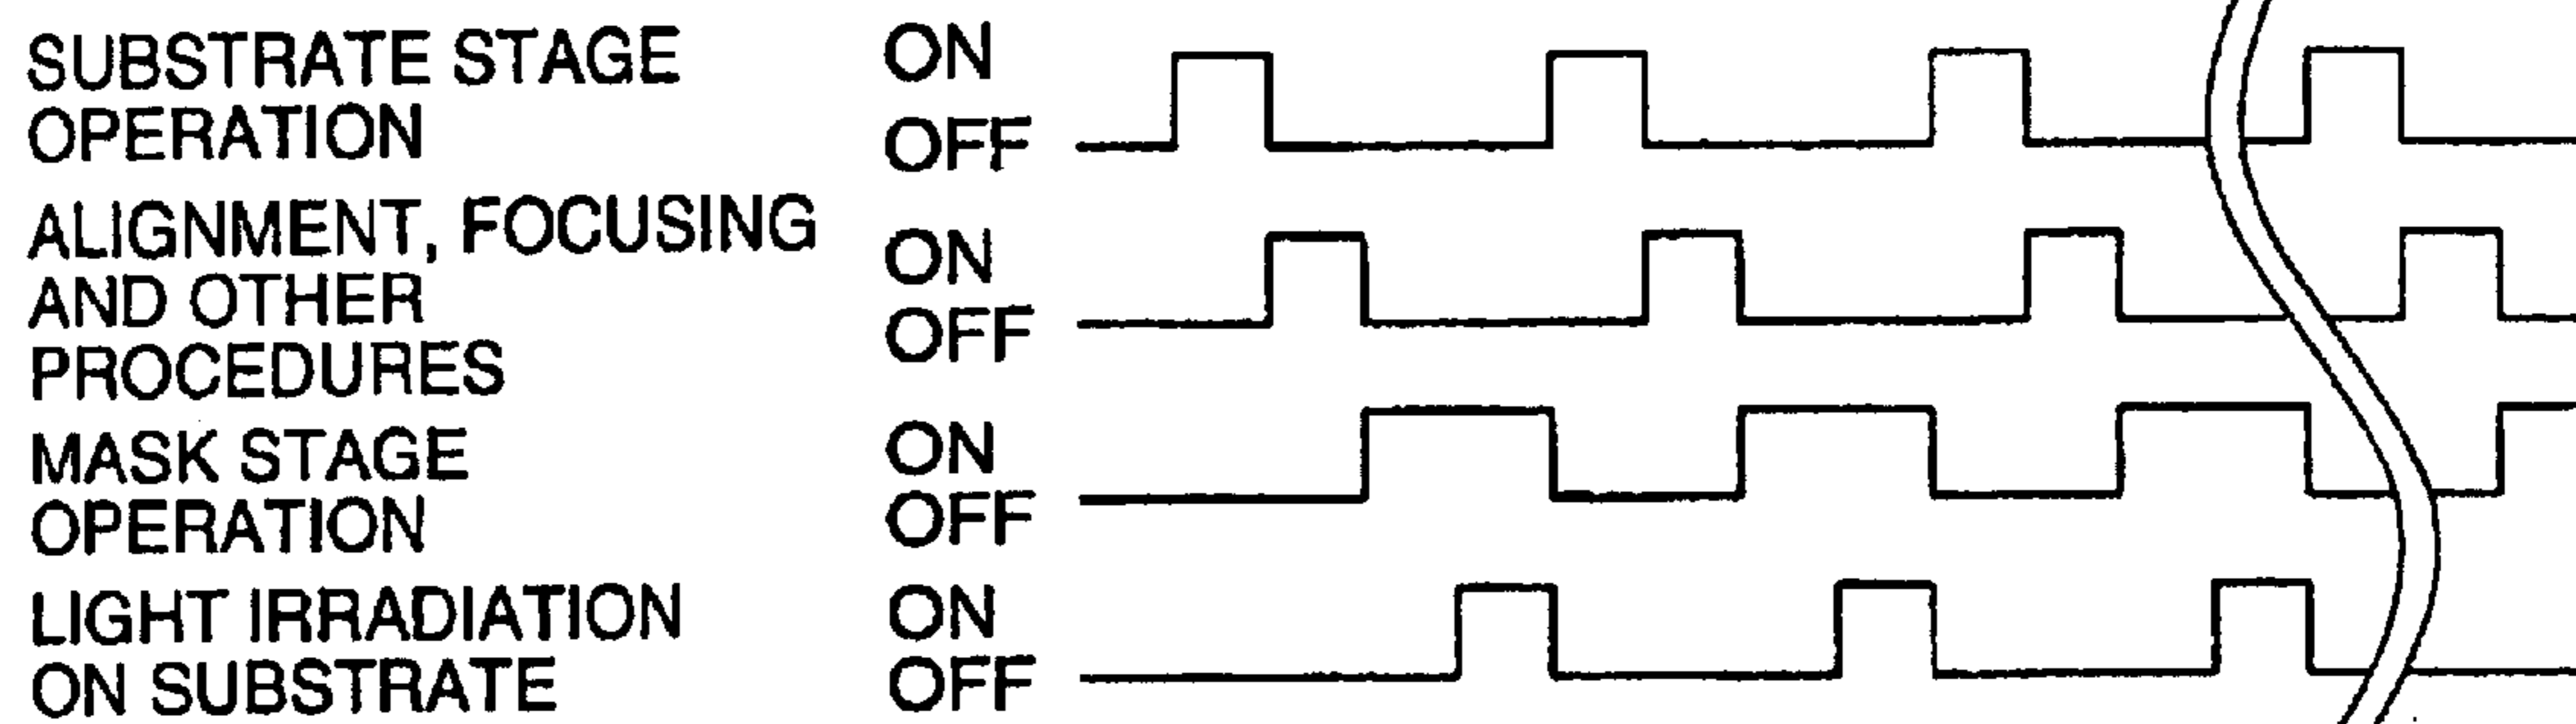 SUBSTRATE STAGE
OPERATION
ON
OFF
ALIGNMENT, FOCUSING
AND OTHER
PROCEDURES
ON
OFF
MASK STAGE
OPERATION
ON
OFF
LIGHT IRRADIATION
ON SUBSTRATE
ON
OFF